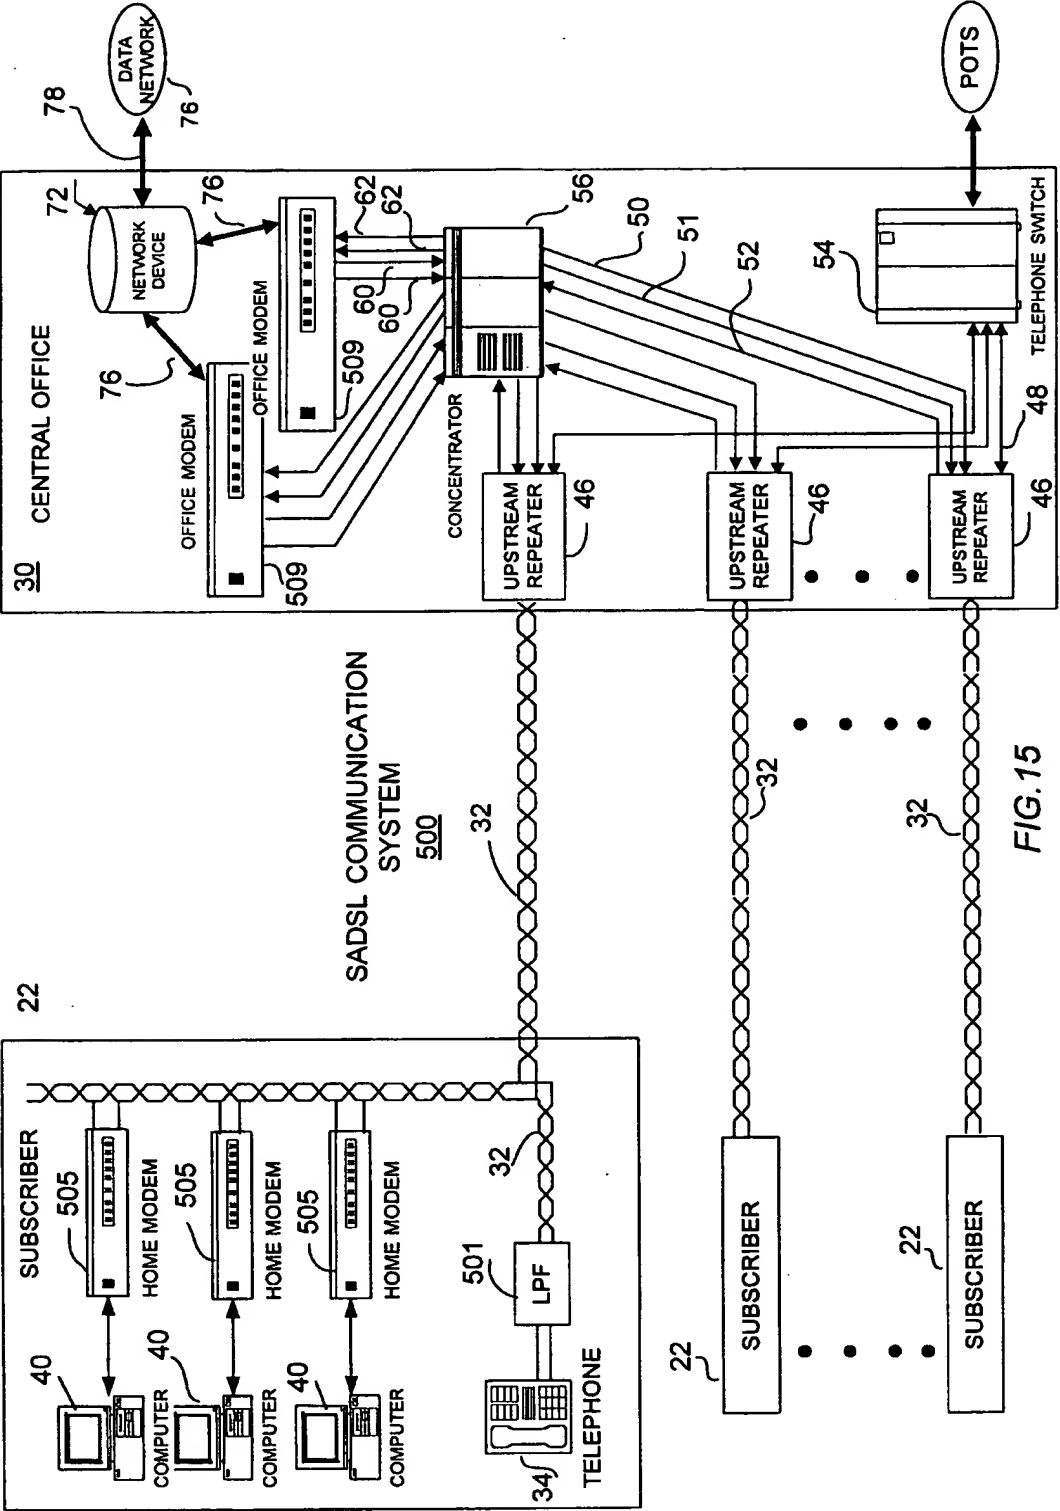 SUBSCRIBER
22
505
HOME MODEM
40
COMPUTER
505
HOME MODEM
40
COMPUTER
505
HOME MODEM
40
COMPUTER
32
501
LPF
34
TELEPHONE
SADSL COMMUNICATION
SYSTEM
500
32
32
32
22
SUBSCRIBER
22
SUBSCRIBER
30
CENTRAL OFFICE
OFFICE MODEM
509
OFFICE MODEM
509
76
76
72
NETWORK
DEVICE
78
DATA
NETWORK
76
62
62
60
60
CONCENTRATOR
56
50
51
52
UPSTREAM
REPEATER
46
UPSTREAM
REPEATER
46
UPSTREAM
REPEATER
46
48
54
TELEPHONE SWITCH
POTS
FIG.15